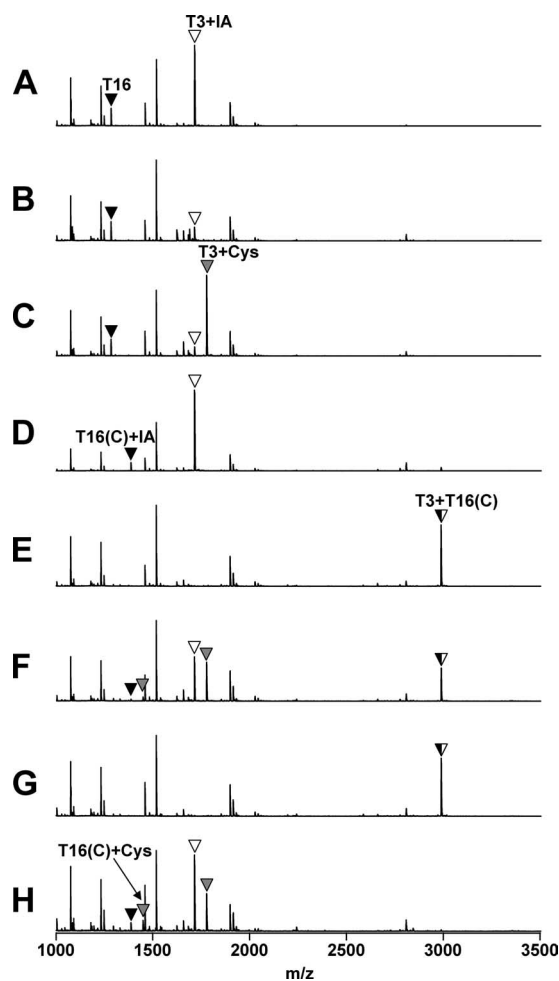 T3+IA
A
T16
B
T3+Cys
C
D
T16(C)+IA
T3+T16(C)
E
F
G
T16(C)+Cys
H
1000 1500 2000 2500 3000 3500
m/z